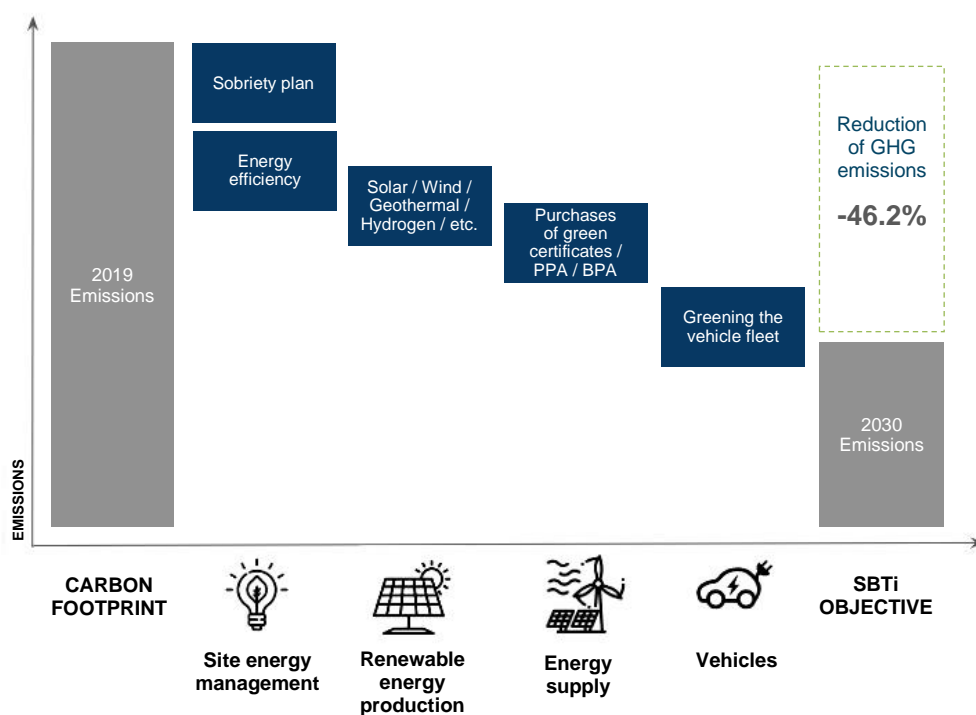 Sobriety plan
Energy
efficiency
Solar / Wind /
Geothermal /
Hydrogen / etc.
Purchases
of green
certificates /
PPA / BPA
Greening the
vehicle fleet
Reduction
of GHG
emissions
-46.2%
2019
Emissions
2030
Emissions
EMISSIONS
CARBON
FOOTPRINT
Site energy
management
Renewable
energy
production
Energy
supply
Vehicles
SBTi
OBJECTIVE